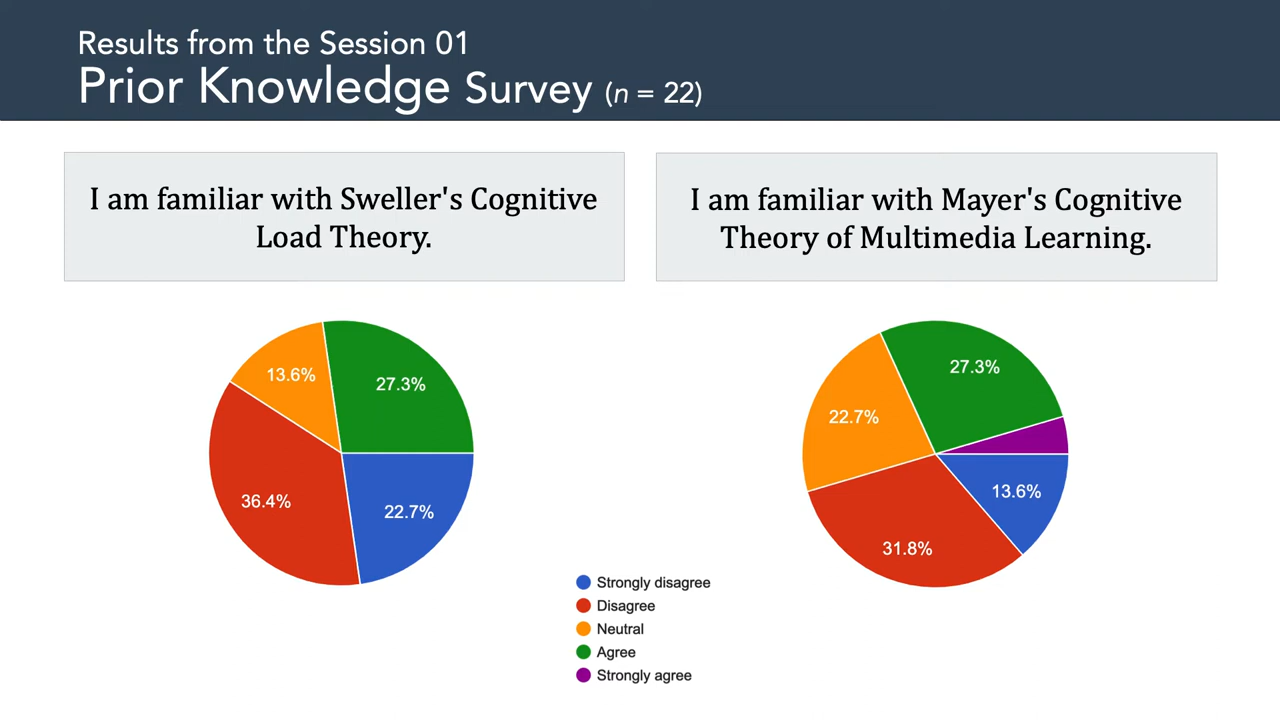 Results from the Session 01
Prior Knowledge Survey (n = 22)
I am familiar with Sweller's Cognitive
Load Theory.
I am familiar with Mayer's Cognitive
Theory of Multimedia Learning.
13.6%
27.3%
36.4%
22.7%
27.3%
22.7%
13.6%
31.8%
Strongly disagree
Disagree
Neutral
Agree
Strongly agree